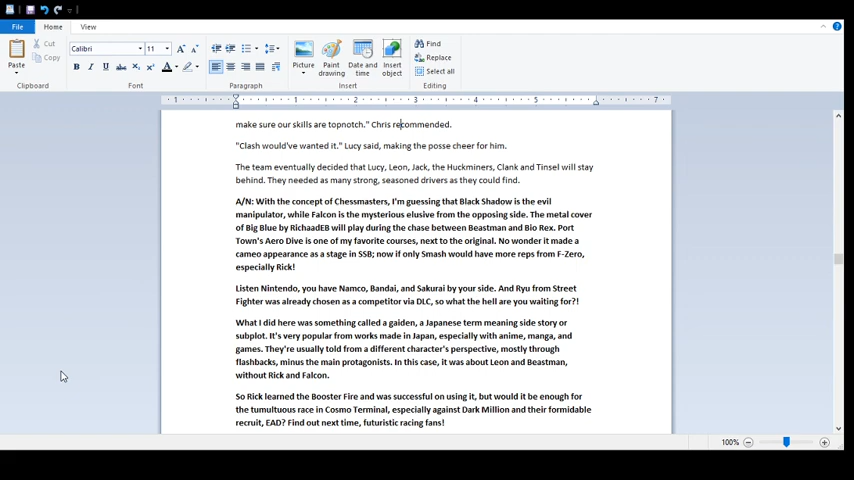 File
Home
View
Cut
Copy
Paste
Clipboard
Calibri
11
Font
Paragraph
Picture
Paint drawing
Date and time
Insert object
Insert
Find
Replace
Select all
Editing
1 1 2 3 4 5 6 7
make sure our skills are topnotch." Chris recommended.
"Clash would've wanted it." Lucy said, making the posse cheer for him.
The team eventually decided that Lucy, Leon, Jack, the Huckminers, Clank and Tinsel will stay
behind. They needed as many strong, seasoned drivers as they could find.
A/N: With the concept of Chessmasters, I'm guessing that Black Shadow is the evil
manipulator, while Falcon is the mysterious elusive from the opposing side. The metal cover
of Big Blue by RichaadEB will play during the chase between Beastman and Bio Rex. Port
Town's Aero Dive is one of my favorite courses, next to the original. No wonder it made a
cameo appearance as a stage in SSB; now if only Smash would have more reps from F-Zero,
especially Rick!
Listen Nintendo, you have Namco, Bandai, and Sakurai by your side. And Ryu from Street
Fighter was already chosen as a competitor via DLC, so what the hell are you waiting for?!
What I did here was something called a gaiden, a Japanese term meaning side story or
subplot. It's very popular from works made in Japan, especially with anime, manga, and
games. They're usually told from a different character's perspective, mostly through
flashbacks, minus the main protagonists. In this case, it was about Leon and Beastman,
without Rick and Falcon.
So Rick learned the Booster Fire and was successful on using it, but would it be enough for
the tumultuous race in Cosmo Terminal, especially against Dark Million and their formidable
recruit, EAD? Find out next time, futuristic racing fans!
100%